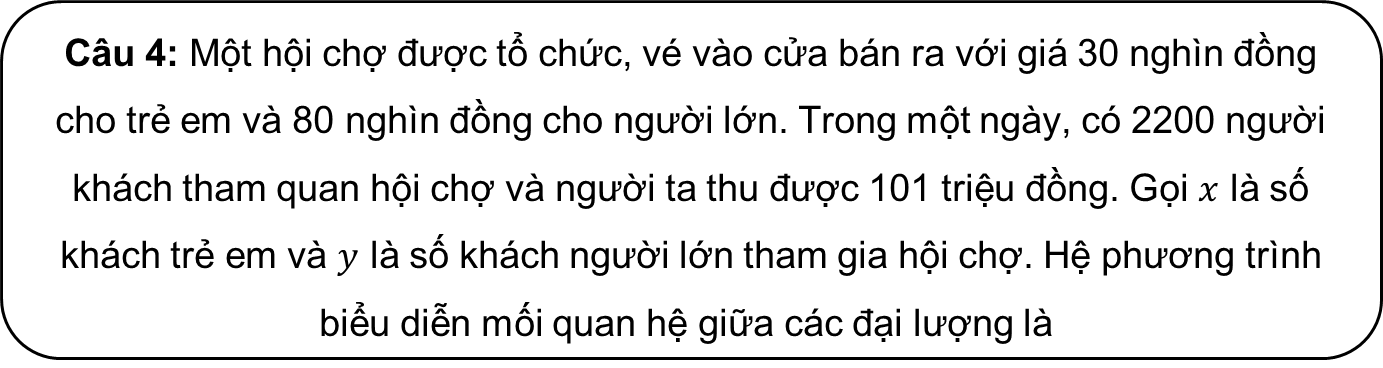 Câu 4: Một hội chợ được tổ chức, vé vào cửa bán ra với giá 30 nghìn đồng
cho trẻ em và 80 nghìn đồng cho người lớn. Trong một ngày, có 2200 người
khách tham quan hội chợ và người ta thu được 101 triệu đồng. Gọi x là số
khách trẻ em và y là số khách người lớn tham gia hội chợ. Hệ phương trình
biểu diễn mối quan hệ giữa các đại lượng là